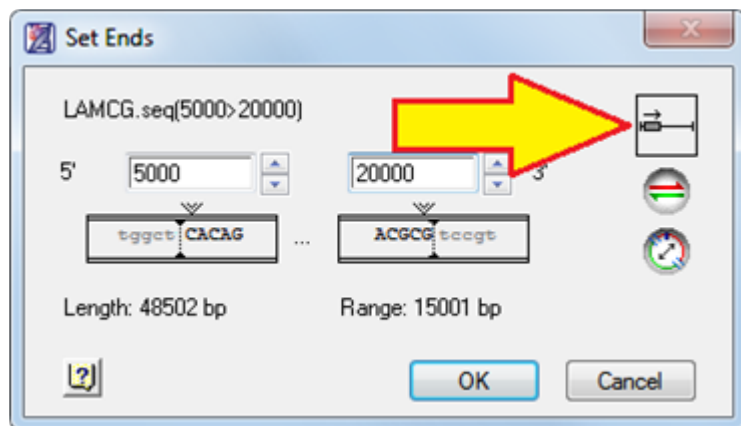 Set Ends
LAMCG.seq(5000>20000)
5' 5000 20000 3'
tggct CACAG ... ACGCG tccgt
Length: 48502 bp Range: 15001 bp
? OK Cancel